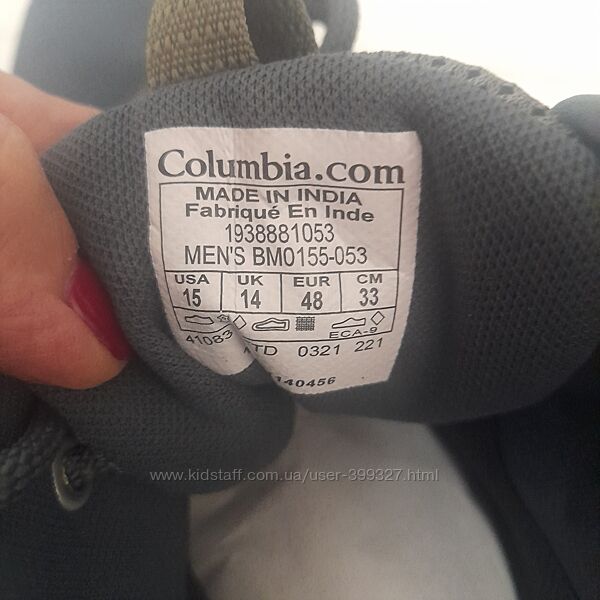 Columbia.com
MADE IN INDIA
Fabriqué En Inde
1938881053
MEN'S BM0155-053
USA UK EUR CM
15 14 48 33
ECA-9
0321 221
140456
www.kidstaff.com.ua/user-399327.html